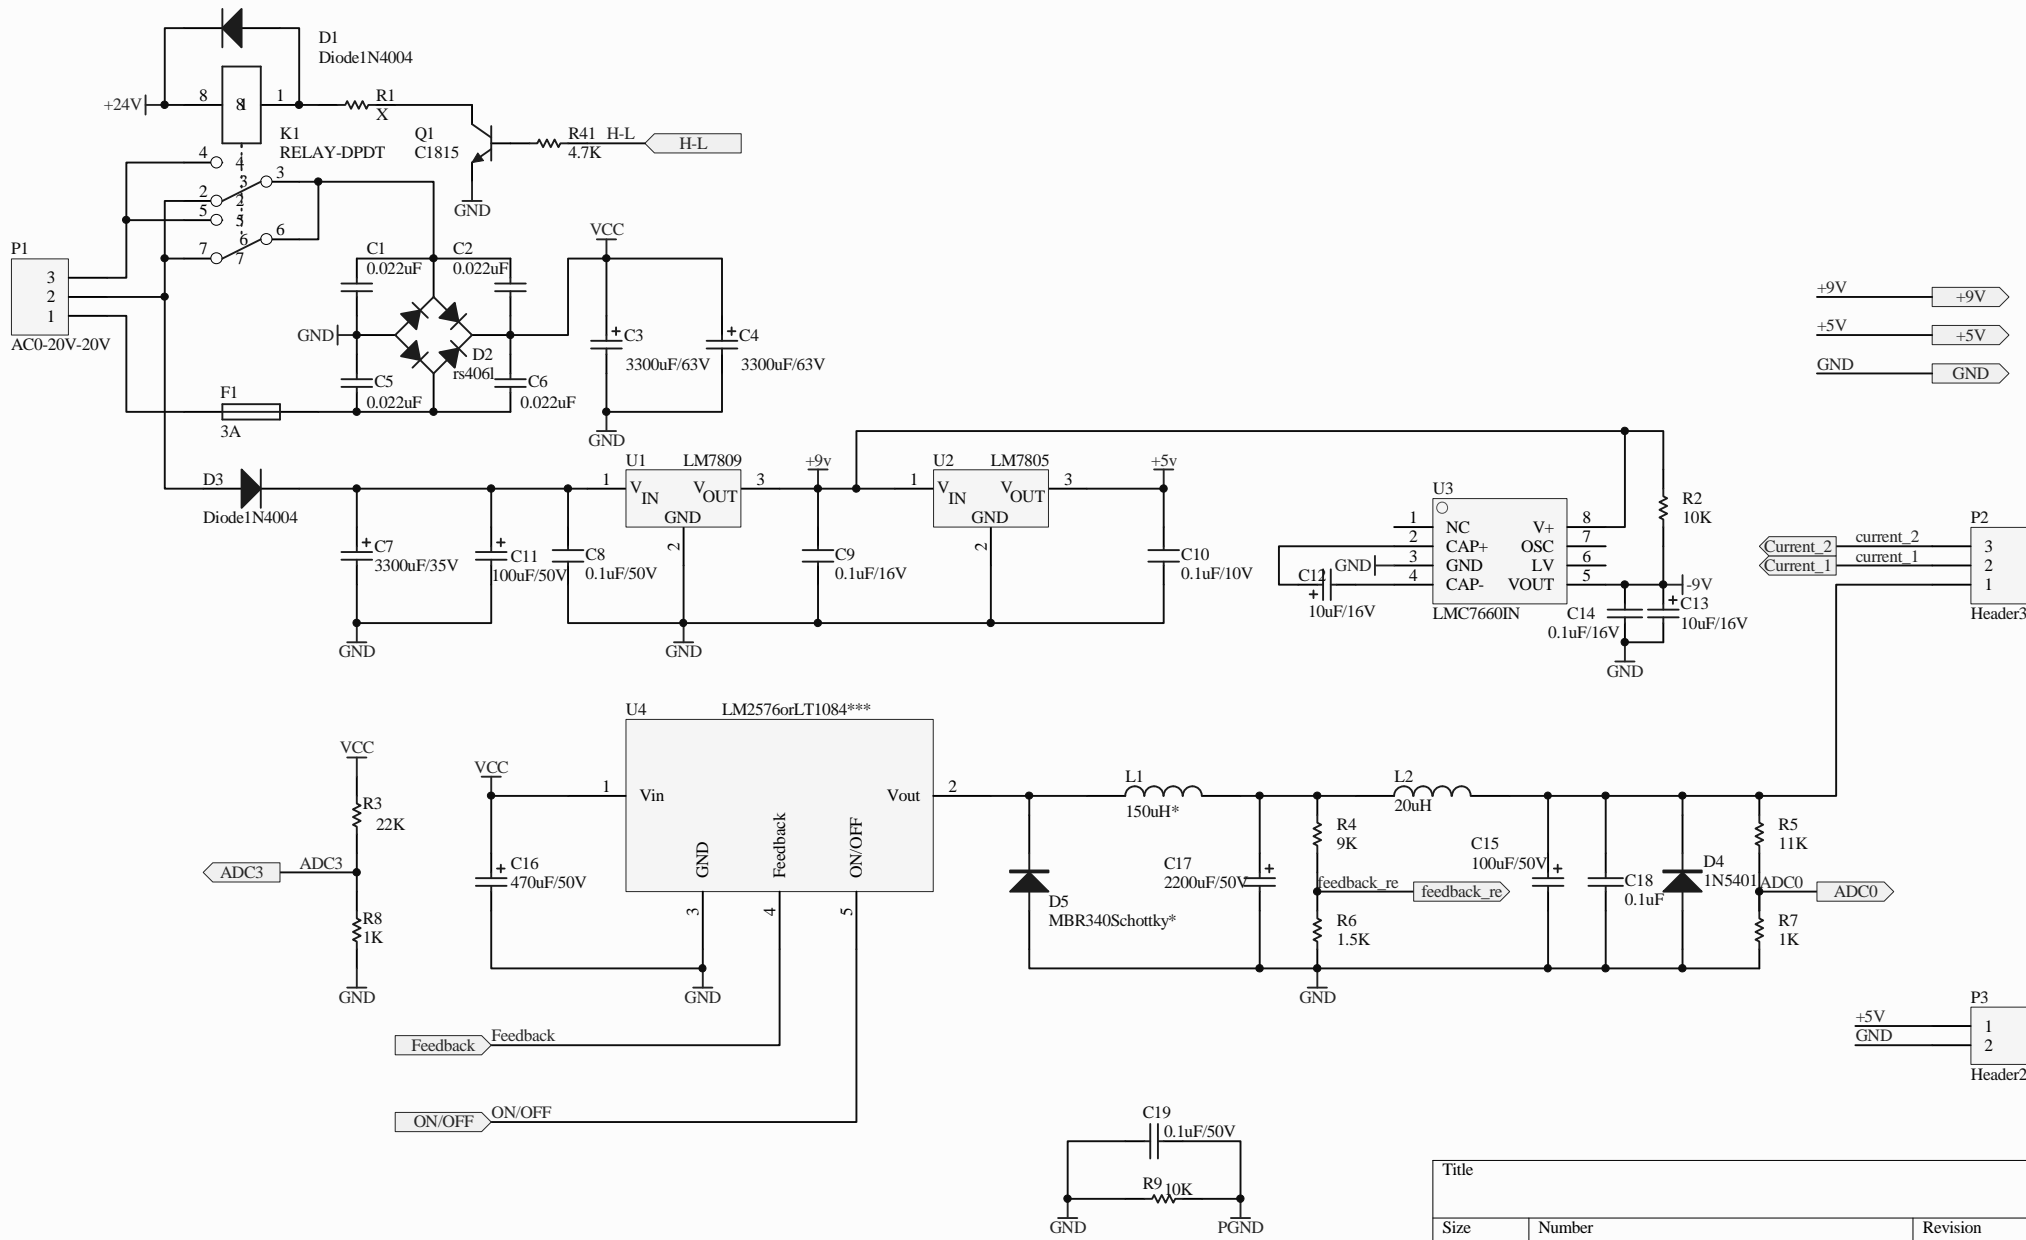 D1
Diode1N4004
+24V
8
8
1
1
R1
X
K1
RELAY-DPDT
Q1
C1815
R41
4.7K
H-L
H-L
GND
4
4
3
3
2
2
5
5
6
6
7
7
P1
3
2
1
AC0-20V-20V
C1
0.022uF
C2
0.022uF
GND
D2
rs406l
C5
0.022uF
C6
0.022uF
VCC
C3
3300uF/63V
C4
3300uF/63V
GND
F1
3A
+9V
+9V
+5V
+5V
GND
GND
D3
Diode1N4004
C7
3300uF/35V
C11
100uF/50V
C8
0.1uF/50V
GND
U1
LM7809
1
V IN
V OUT
GND
3
2
GND
+9v
C9
0.1uF/16V
U2
LM7805
1
V IN
V OUT
GND
3
2
+5v
C10
0.1uF/10V
U3
1
NC
2
CAP+
3
GND
4
CAP-
V+
8
OSC
7
LV
6
VOUT
5
LMC7660IN
GND
C12
10uF/16V
R2
10K
-9V
C14
0.1uF/16V
C13
10uF/16V
GND
P2
Current_2
current_2
3
Current_1
current_1
2
1
Header3
U4
LM2576orLT1084***
VCC
1
Vin
Vout
2
GND
Feedback
ON/OFF
3
4
5
C16
470uF/50V
GND
VCC
R3
22K
ADC3
ADC3
R8
1K
GND
Feedback
Feedback
ON/OFF
ON/OFF
L1
150uH*
D5
MBR340Schottky*
C17
2200uF/50V
R4
9K
feedback_re
feedback_re
R6
1.5K
GND
L2
20uH
C15
100uF/50V
C18
0.1uF
D4
1N5401
R5
11K
ADC0
ADC0
R7
1K
P3
+5V
1
GND
2
Header2
C19
0.1uF/50V
R9
10K
GND
PGND
Title
Size
Number
Revision